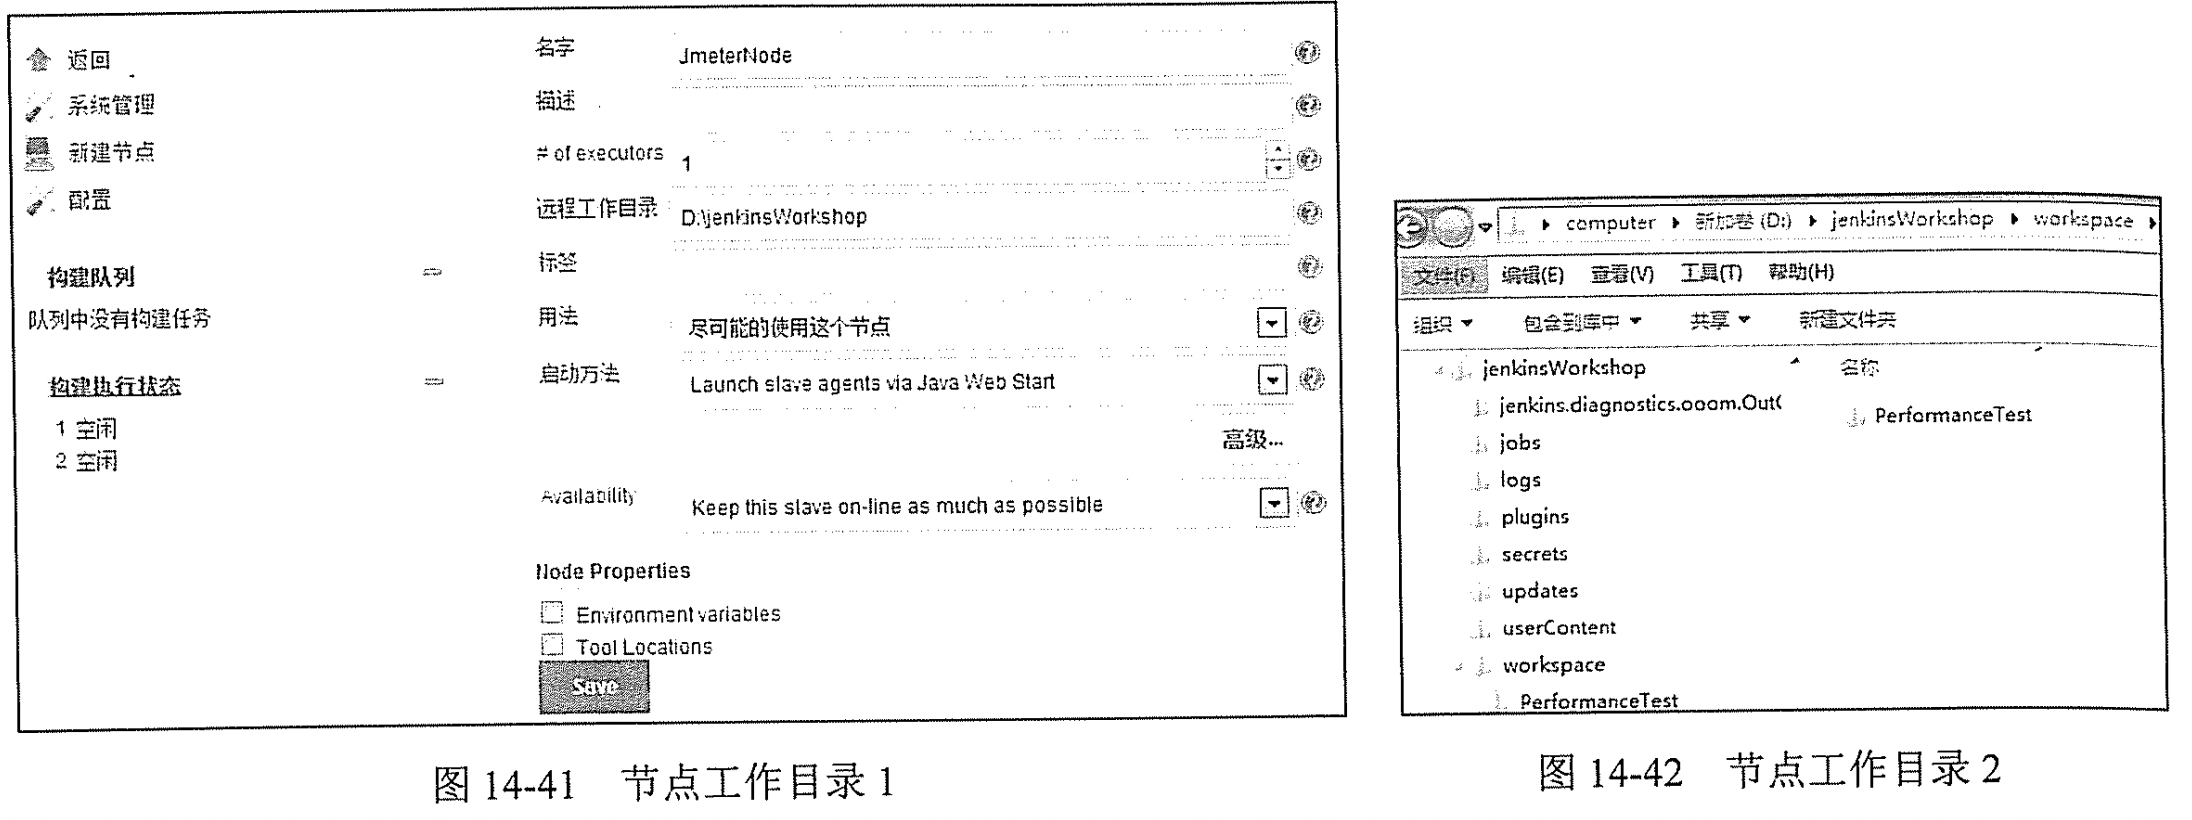 返回
系统管理
新建节点
配置
构建队列
队列中没有构建任务
构建执行状态
1 空闲
2 空闲
名字 JmeterNode
描述
# of executors 1
远程工作目录 D:\jenkinsWorkshop
标签
用法 尽可能的使用这个节点
启动方法 Launch slave agents via Java Web Start
高级...
Availability Keep this slave on-line as much as possible
Node Properties
Environment variables
Tool Locations
Save
图 14-41 节点工作目录 1
computer 新加卷 (D:) jenkinsWorkshop workspace
文件(F) 编辑(E) 查看(V) 工具(T) 帮助(H)
组织 包含到库中 共享 新建文件夹
jenkinsWorkshop
jenkins.diagnostics.ooom.Out
jobs
logs
plugins
secrets
updates
userContent
workspace
PerformanceTest
名称
PerformanceTest
图 14-42 节点工作目录 2